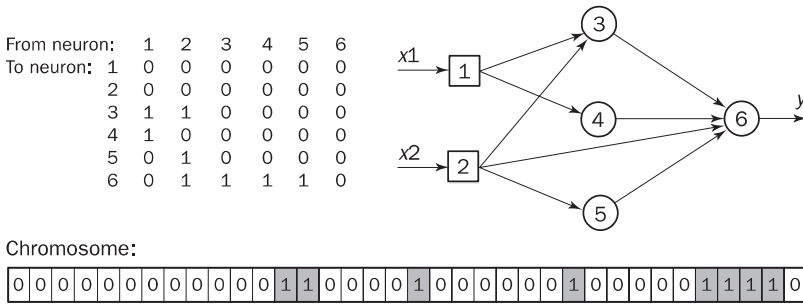 From neuron: 1 2 3 4 5 6
To neuron: 1 0 0 0 0 0 0
2 0 0 0 0 0 0
3 1 1 0 0 0 0
4 1 0 0 0 0 0
5 0 1 0 0 0 0
6 0 1 1 1 1 0
3
x1
1
4
6
y
x2
2
5
Chromosome:
0 0 0 0 0 0 0 0 0 0 0 0 1 1 0 0 0 0 1 0 0 0 0 0 0 1 0 0 0 0 0 1 1 1 1 0